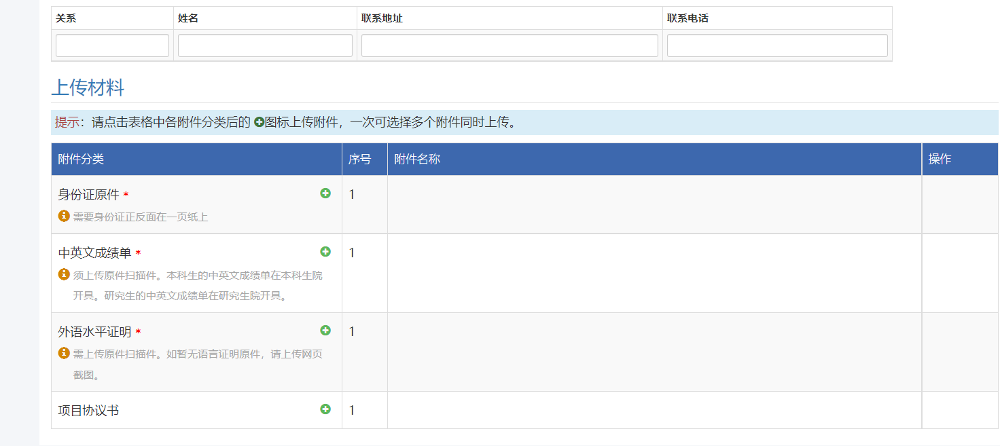 关系 姓名 联系地址 联系电话
上传材料
提示：请点击表格中各附件分类后的 图标上传附件，一次可选择多个附件同时上传。
附件分类 序号 附件名称 操作
身份证原件 * 1
需要身份证正反面在一页纸上
中英文成绩单 * 1
须上传原件扫描件。本科生的中英文成绩单在本科生院
开具。研究生的中英文成绩单在研究生院开具。
外语水平证明 * 1
需上传原件扫描件。如暂无语言证明原件，请上传网页
截图。
项目协议书 1